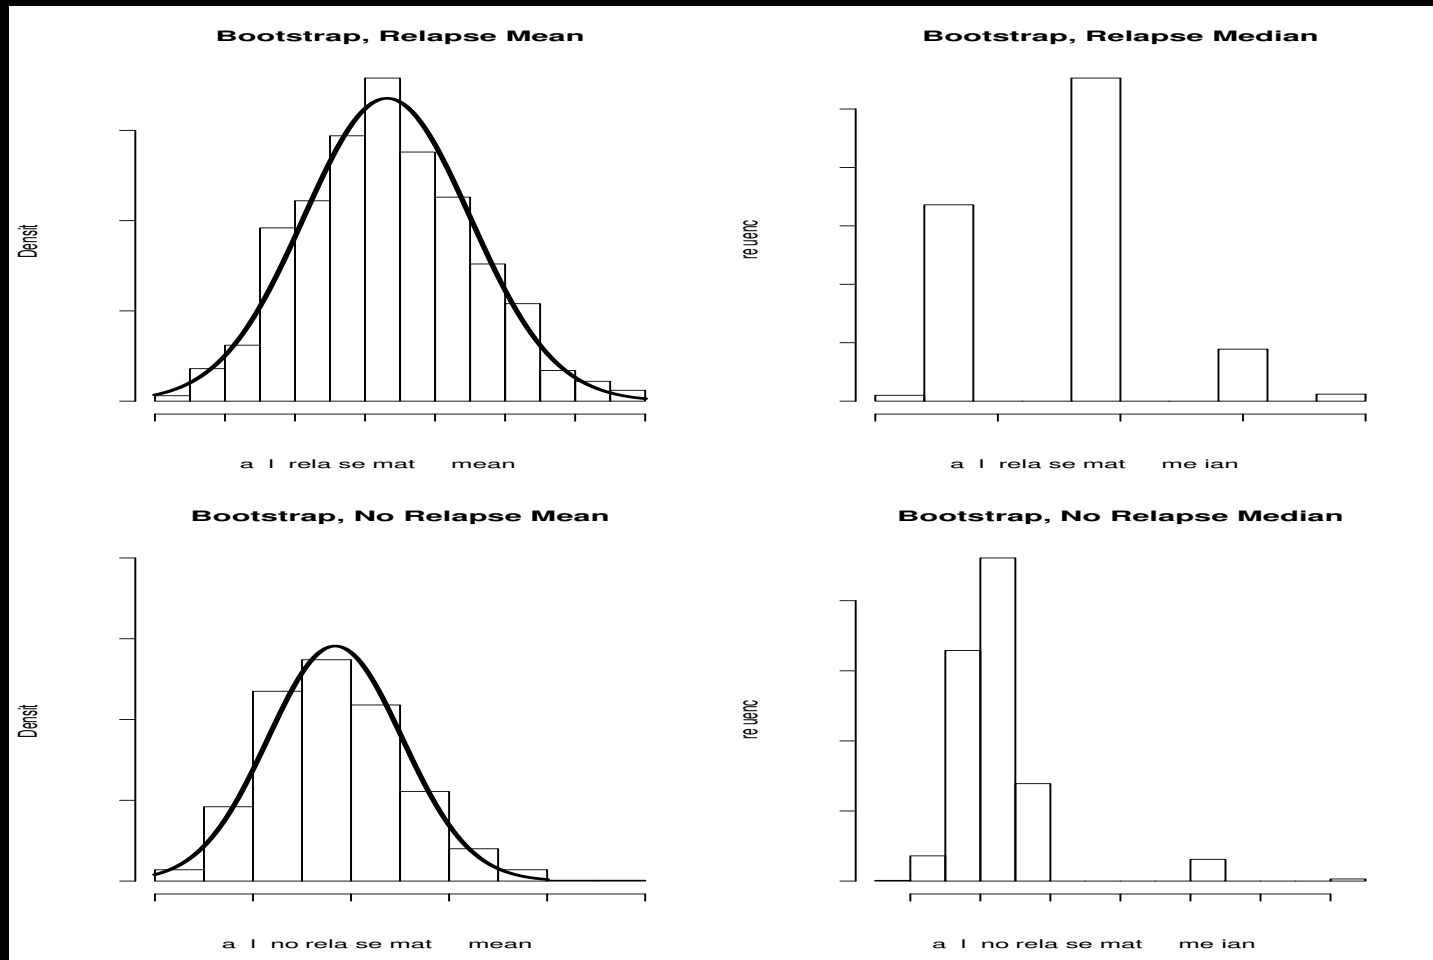 Bootstrap, Relapse Mean
Densit
a l rela se mat mean
Bootstrap, Relapse Median
re uenc
a l rela se mat me ian
Bootstrap, No Relapse Mean
Densit
a l no rela se mat mean
Bootstrap, No Relapse Median
re uenc
a l no rela se mat me ian